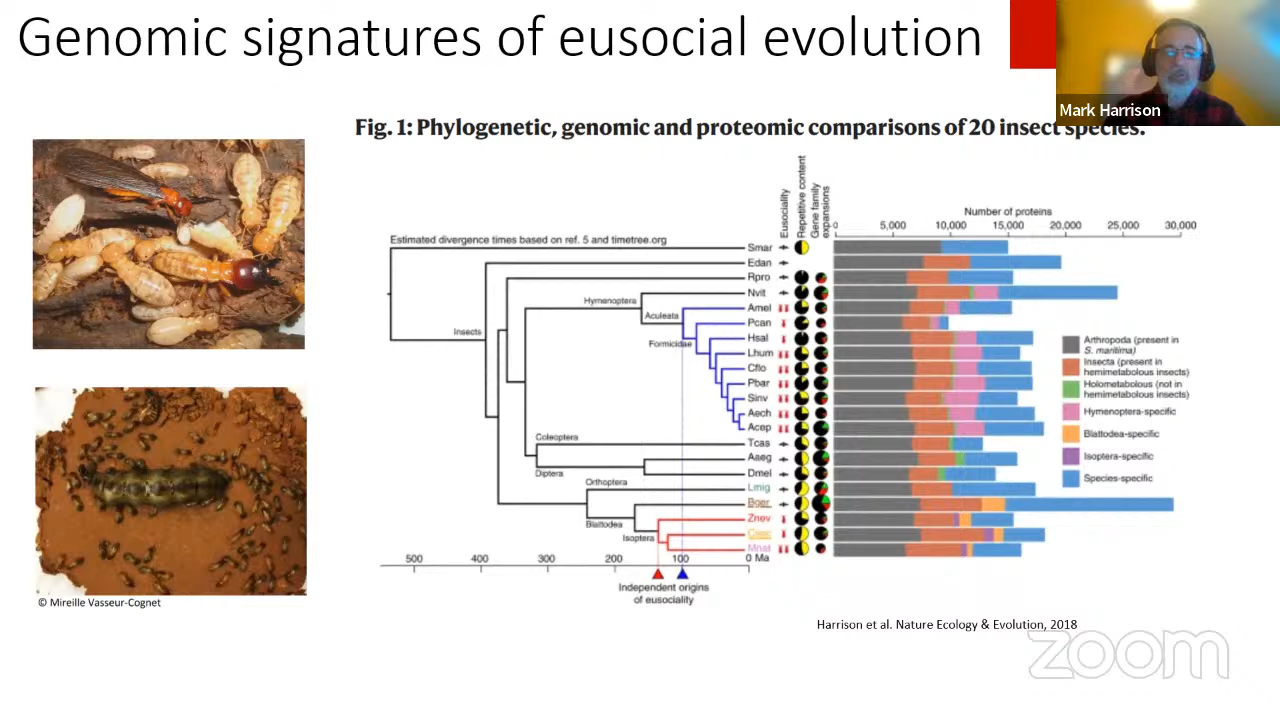 Genomic signatures of eusocial evolution
Mark Harrison
Fig. 1: Phylogenetic, genomic and proteomic comparisons of 20 insect species.
Eusociality
Repetitive content
Gene family
expansions
Number of proteins
0 5,000 10,000 15,000 20,000 25,000 30,000
Estimated divergence times based on ref. 5 and timetree.org
Smar
Edan
Rpro
Nvit
Amel
Pcan
Hsal
Lhum
Cflo
Pbar
Sinv
Aech
Acep
Tcas
Aaeg
Dmel
Lmig
Bger
Znev
Csec
Mnat
Hymenoptera
Aculeata
Formicidae
Insects
Coleoptera
Diptera
Orthoptera
Blattodea
Isoptera
500 400 300 200 100 0 Ma
Independent origins
of eusociality
Arthropoda (present in
S. maritima)
Insecta (present in
hemimetabolous insects)
Holometabolous (not in
hemimetabolous insects)
Hymenoptera-specific
Blattodea-specific
Isoptera-specific
Species-specific
© Mireille Vasseur-Cognet
Harrison et al. Nature Ecology & Evolution, 2018
zoom